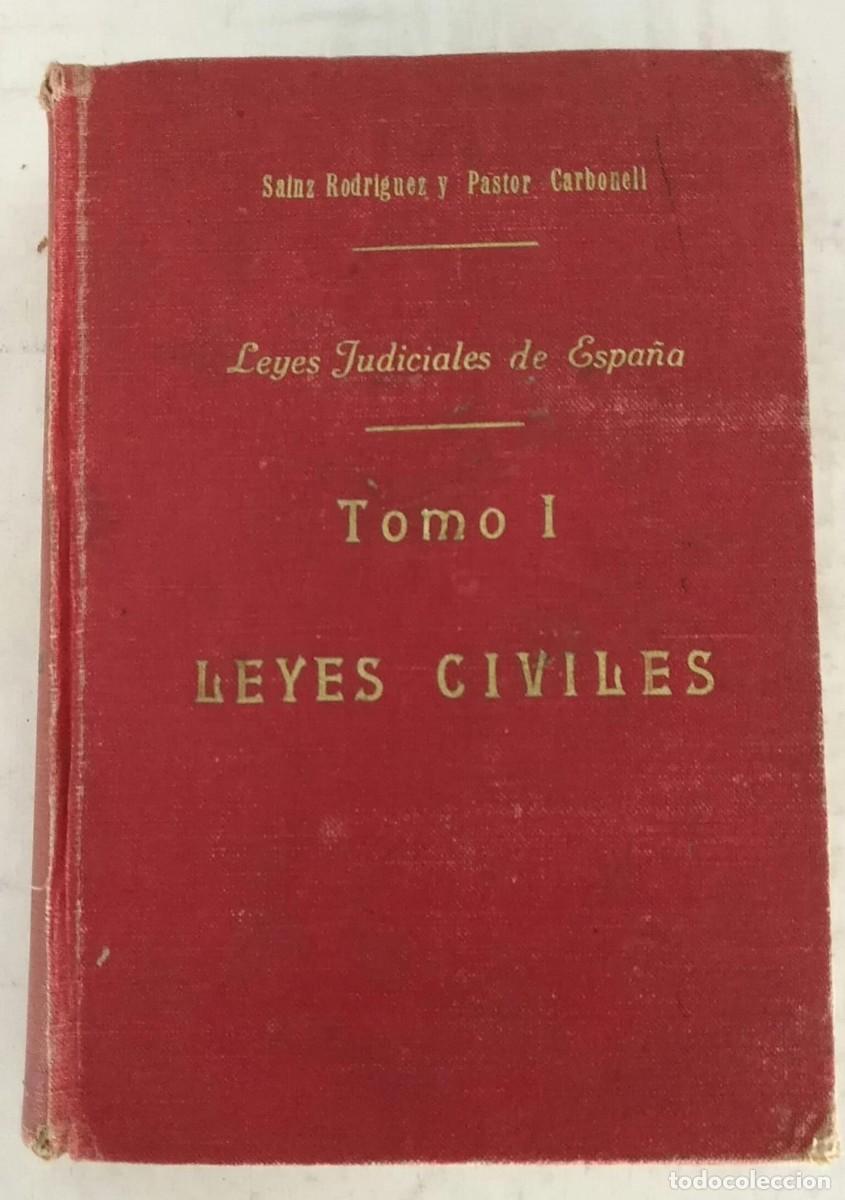 Sainz Rodriguez y Pastor Carbonell
Leyes Judiciales de España
Tomo I
LEYES CIVILES
todocoleccion